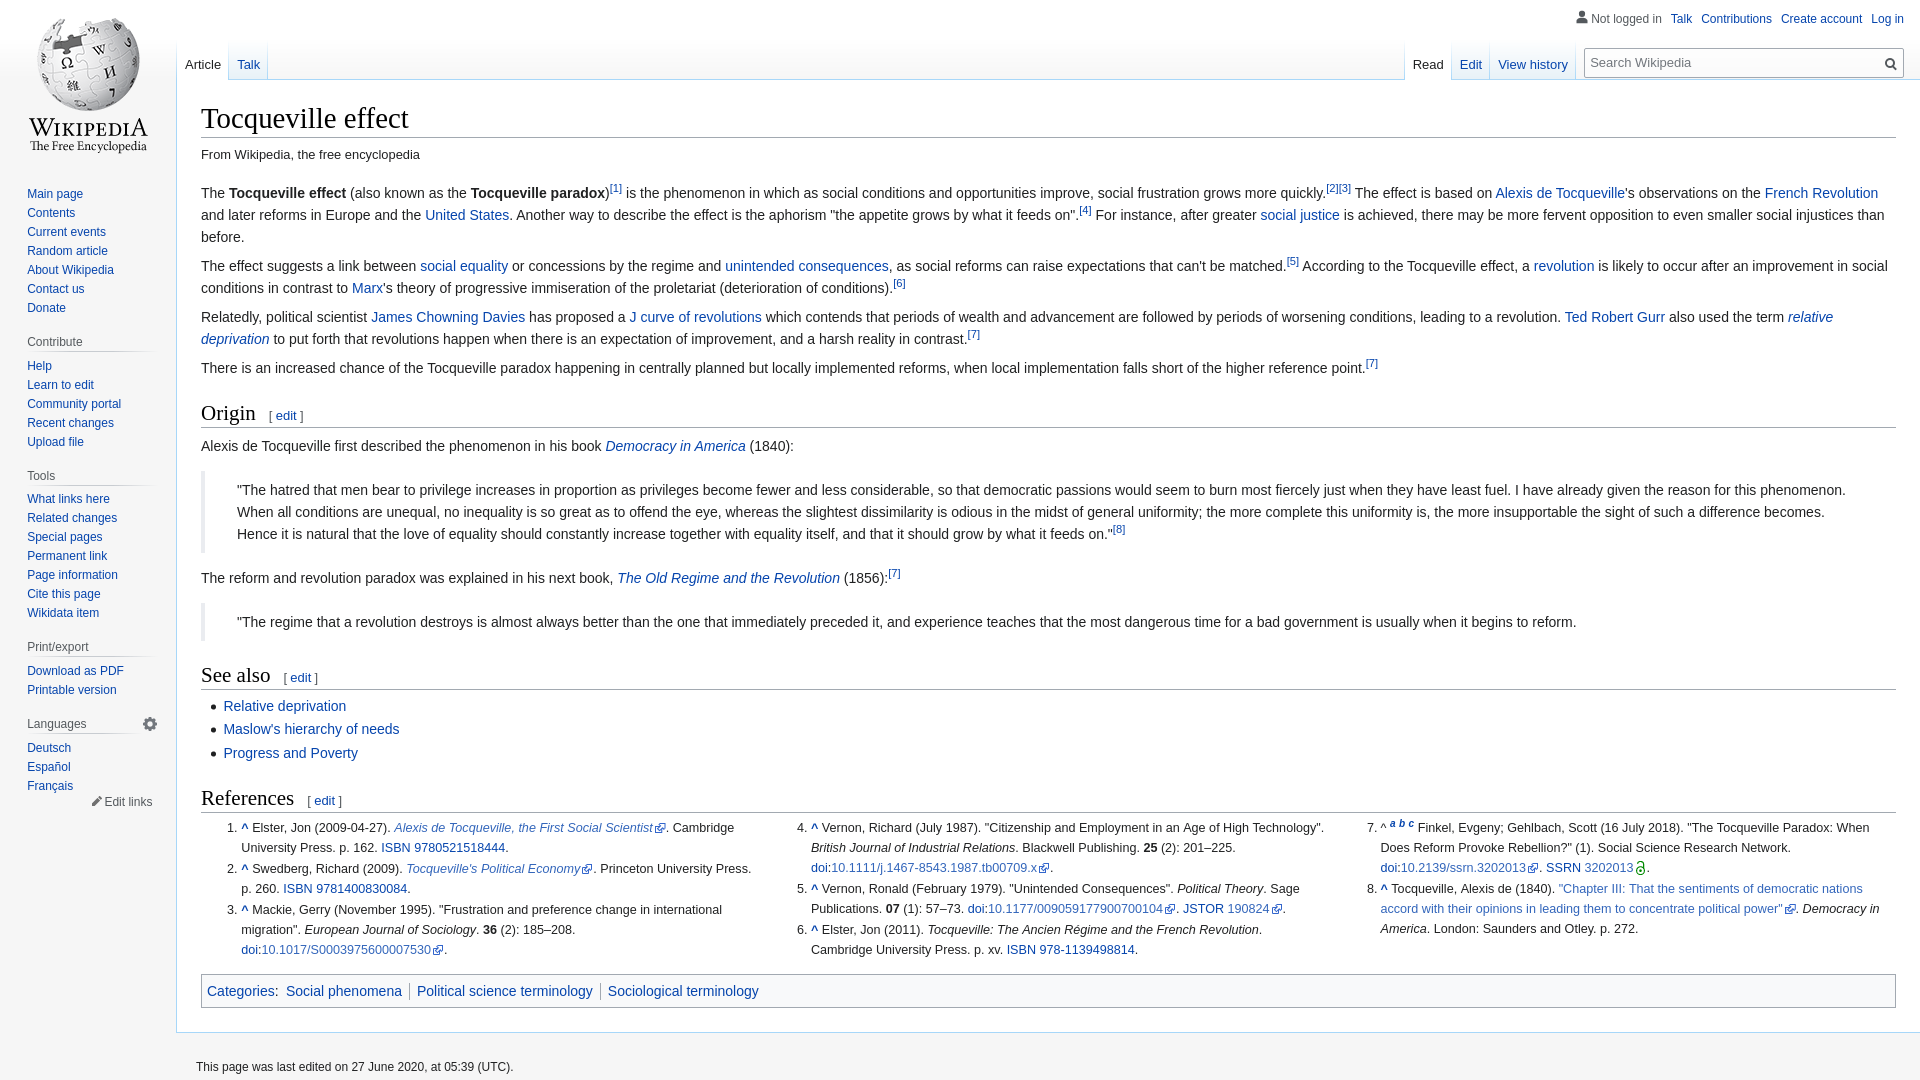 Not logged in Talk Contributions Create account Log in
Article Talk Read Edit View history Search Wikipedia
WIKIPEDIA
The Free Encyclopedia
Main page
Contents
Current events
Random article
About Wikipedia
Contact us
Donate
Contribute
Help
Learn to edit
Community portal
Recent changes
Upload file
Tools
What links here
Related changes
Special pages
Permanent link
Page information
Cite this page
Wikidata item
Print/export
Download as PDF
Printable version
Languages
Deutsch
Español
Français
Edit links
Tocqueville effect
From Wikipedia, the free encyclopedia
The Tocqueville effect (also known as the Tocqueville paradox)[1] is the phenomenon in which as social conditions and opportunities improve, social frustration grows more quickly.[2][3] The effect is based on Alexis de Tocqueville's observations on the French Revolution
and later reforms in Europe and the United States. Another way to describe the effect is the aphorism "the appetite grows by what it feeds on".[4] For instance, after greater social justice is achieved, there may be more fervent opposition to even smaller social injustices than
before.
The effect suggests a link between social equality or concessions by the regime and unintended consequences, as social reforms can raise expectations that can't be matched.[5] According to the Tocqueville effect, a revolution is likely to occur after an improvement in social
conditions in contrast to Marx's theory of progressive immiseration of the proletariat (deterioration of conditions).[6]
Relatedly, political scientist James Chowning Davies has proposed a J curve of revolutions which contends that periods of wealth and advancement are followed by periods of worsening conditions, leading to a revolution. Ted Robert Gurr also used the term relative
deprivation to put forth that revolutions happen when there is an expectation of improvement, and a harsh reality in contrast.[7]
There is an increased chance of the Tocqueville paradox happening in centrally planned but locally implemented reforms, when local implementation falls short of the higher reference point.[7]
Origin [ edit ]
Alexis de Tocqueville first described the phenomenon in his book Democracy in America (1840):
"The hatred that men bear to privilege increases in proportion as privileges become fewer and less considerable, so that democratic passions would seem to burn most fiercely just when they have least fuel. I have already given the reason for this phenomenon.
When all conditions are unequal, no inequality is so great as to offend the eye, whereas the slightest dissimilarity is odious in the midst of general uniformity; the more complete this uniformity is, the more insupportable the sight of such a difference becomes.
Hence it is natural that the love of equality should constantly increase together with equality itself, and that it should grow by what it feeds on."[8]
The reform and revolution paradox was explained in his next book, The Old Regime and the Revolution (1856):[7]
"The regime that a revolution destroys is almost always better than the one that immediately preceded it, and experience teaches that the most dangerous time for a bad government is usually when it begins to reform.
See also [ edit ]
• Relative deprivation
• Maslow's hierarchy of needs
• Progress and Poverty
References [ edit ]
1. ^ Elster, Jon (2009-04-27). Alexis de Tocqueville, the First Social Scientist. Cambridge
University Press. p. 162. ISBN 9780521518444.
2. ^ Swedberg, Richard (2009). Tocqueville's Political Economy. Princeton University Press.
p. 260. ISBN 9781400830084.
3. ^ Mackie, Gerry (November 1995). "Frustration and preference change in international
migration". European Journal of Sociology. 36 (2): 185–208.
doi:10.1017/S0003975600007530.
4. ^ Vernon, Richard (July 1987). "Citizenship and Employment in an Age of High Technology".
British Journal of Industrial Relations. Blackwell Publishing. 25 (2): 201–225.
doi:10.1111/j.1467-8543.1987.tb00709.x.
5. ^ Vernon, Ronald (February 1979). "Unintended Consequences". Political Theory. Sage
Publications. 07 (1): 57–73. doi:10.1177/009059177900700104. JSTOR 190824.
6. ^ Elster, Jon (2011). Tocqueville: The Ancien Régime and the French Revolution.
Cambridge University Press. p. xv. ISBN 978-1139498814.
7. ^ a b c Finkel, Evgeny; Gehlbach, Scott (16 July 2018). "The Tocqueville Paradox: When
Does Reform Provoke Rebellion?" (1). Social Science Research Network.
doi:10.2139/ssrn.3202013. SSRN 3202013.
8. ^ Tocqueville, Alexis de (1840). "Chapter III: That the sentiments of democratic nations
accord with their opinions in leading them to concentrate political power". Democracy in
America. London: Saunders and Otley. p. 272.
Categories: Social phenomena | Political science terminology | Sociological terminology
This page was last edited on 27 June 2020, at 05:39 (UTC).